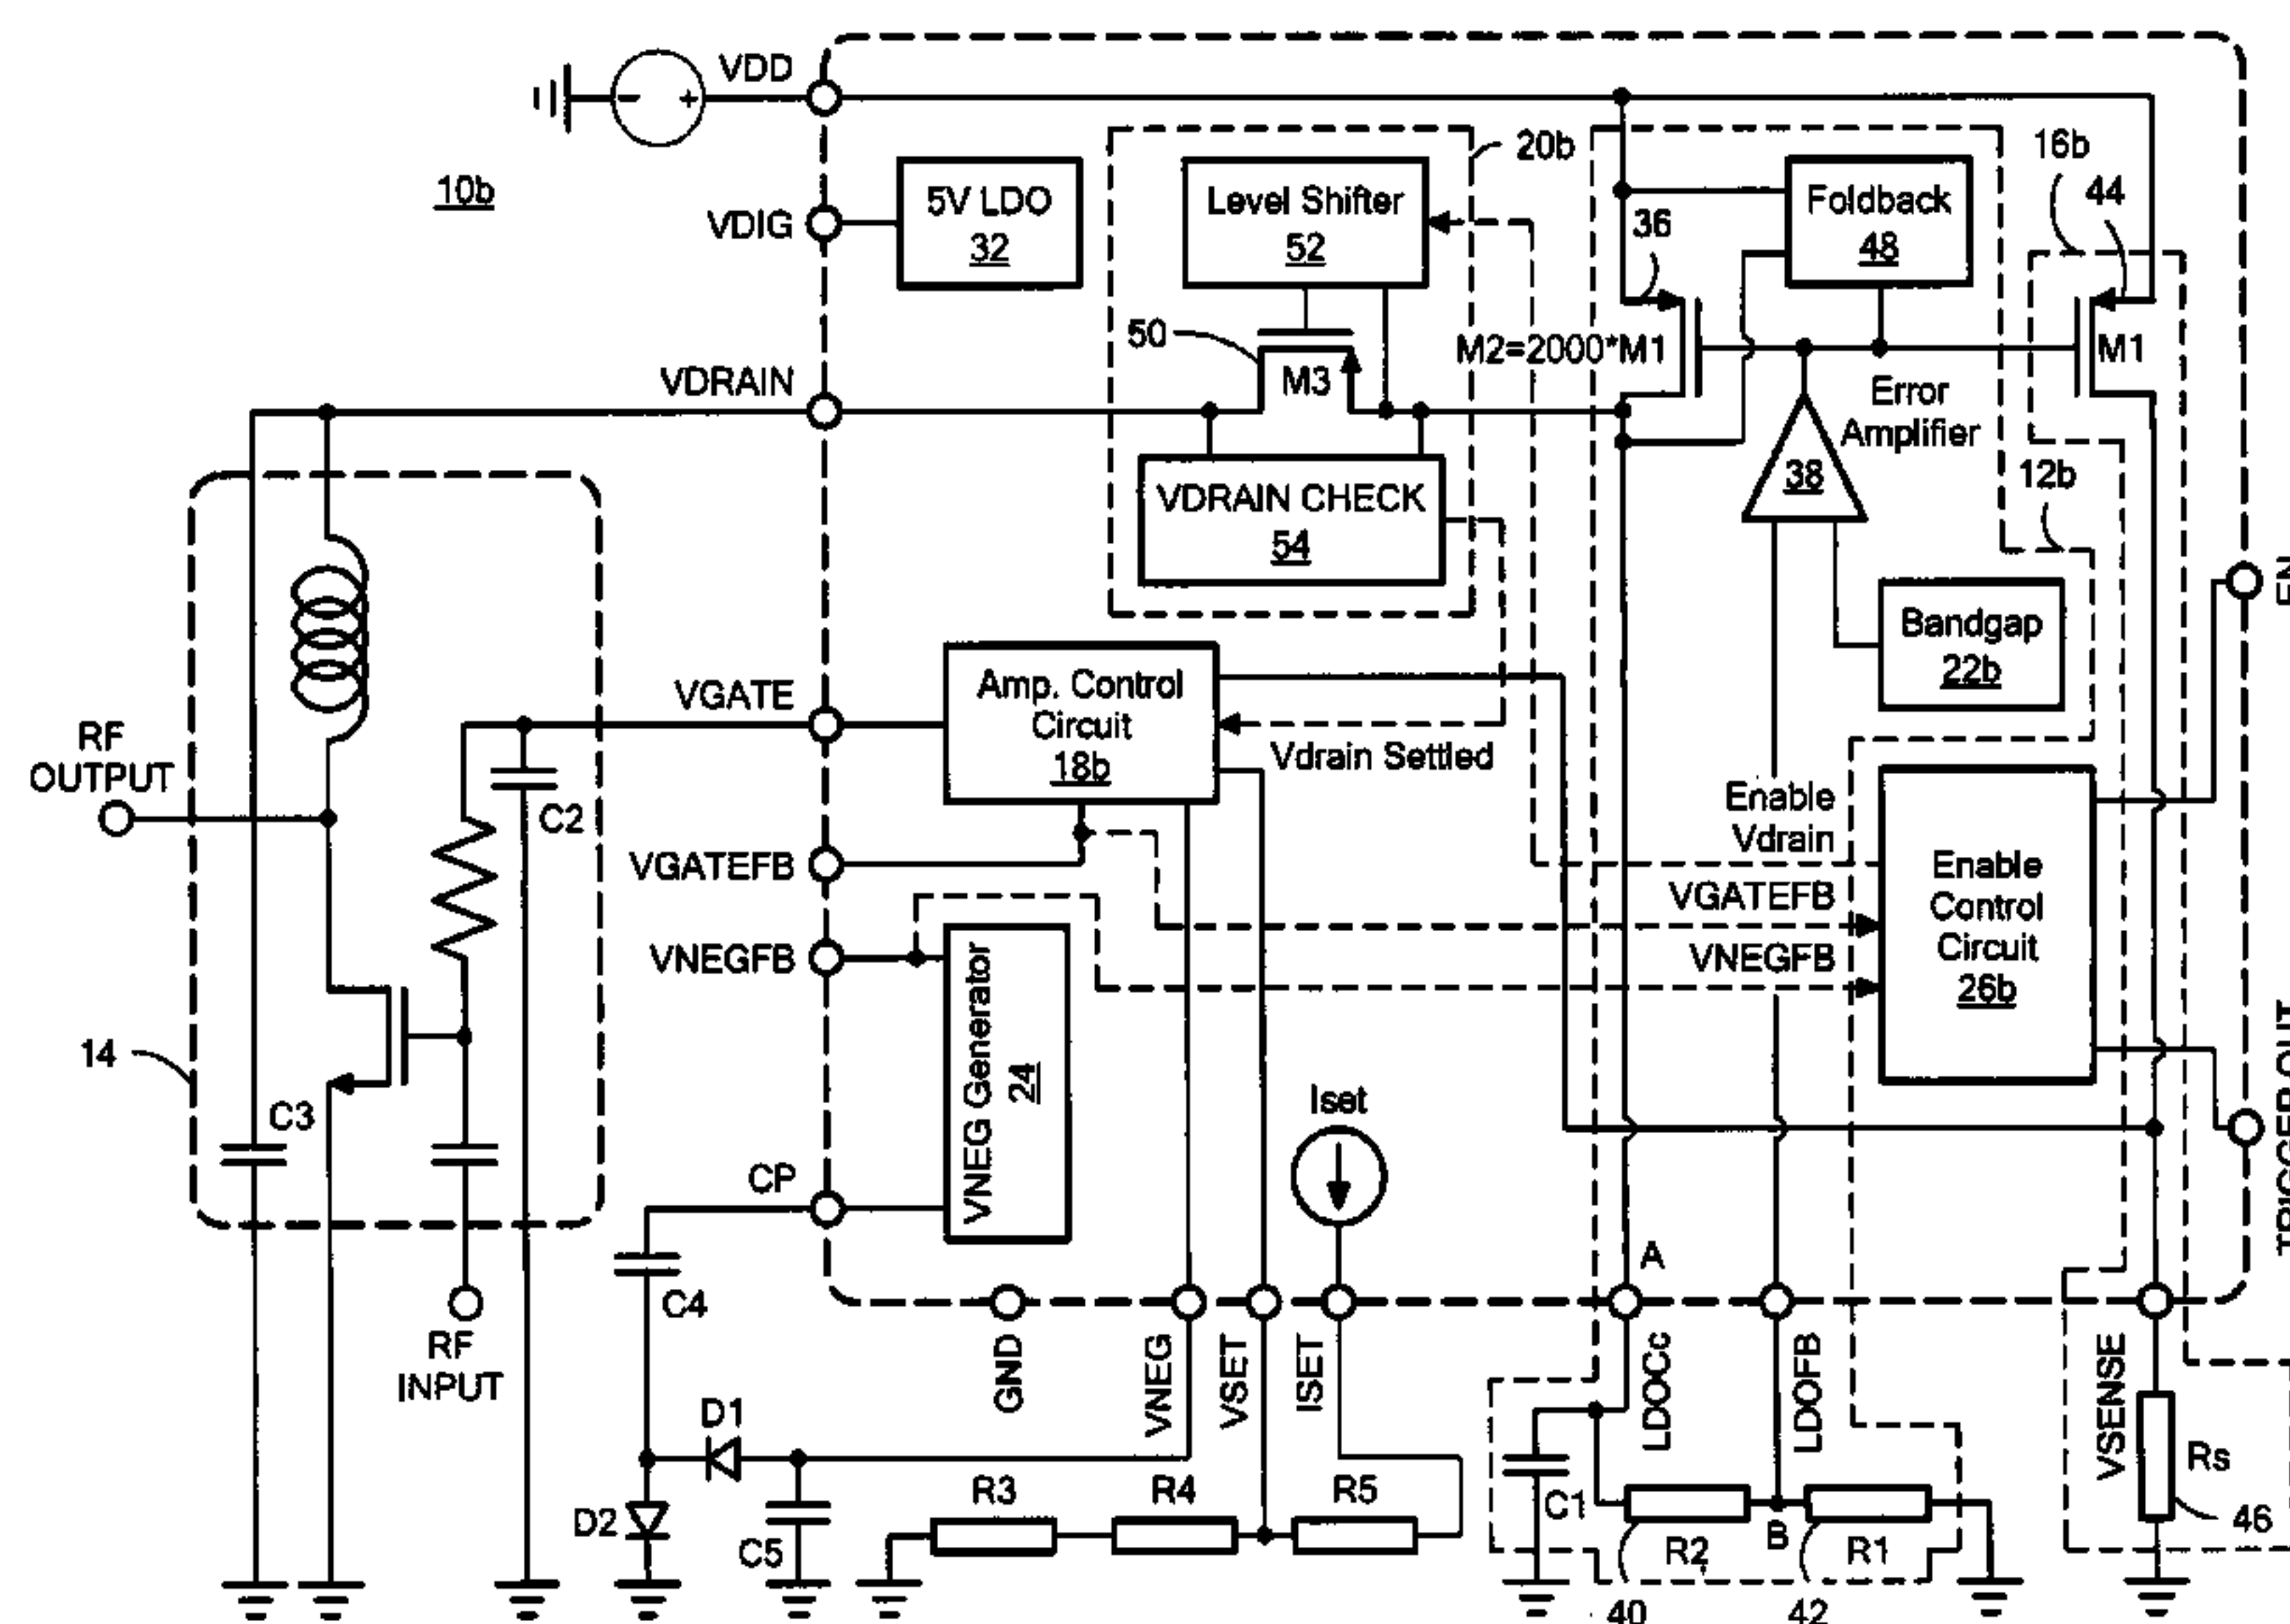 VDD
10b
VDIG
5V LDO
32
Level Shifter
52
20b
36
Foldback
48
16b
44
50
M3
M2=2000*M1
M1
Error
Amplifier
38
12b
VDRAIN
VDRAIN CHECK
54
EN
Bandgap
22b
VGATE
Amp. Control
Circuit
18b
Vdrain Settled
RF
OUTPUT
C2
Enable
Vdrain
VGATEFB
VGATEFB
VNEGFB
VNEGFB
Enable
Control
Circuit
26b
VNEG Generator
24
14
C3
Iset
TRIGGER OUT
CP
C4
A
RF
INPUT
GND
VNEG
VSET
ISET
LDOCc
LDOFB
VSENSE
D1
D2
C5
R3
R4
R5
C1
R2
B
R1
Rs
46
40
42